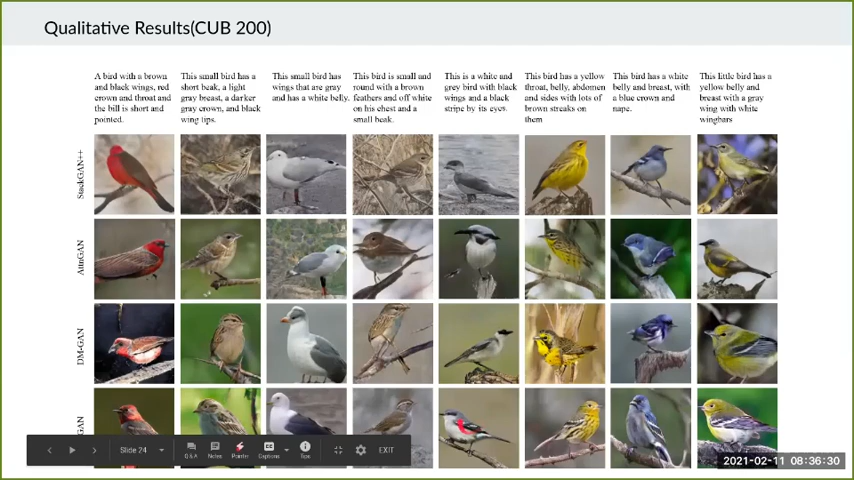 Qualitative Results(CUB 200)
A bird with a brown
and black wings, red
crown and throat and
the bill is short and
pointed.
This small bird has a
short beak, a light
gray breast, a darker
gray crown, and black
wing tips.
This small bird has
wings that are gray
and has a white belly.
This bird is small and
round with a brown
feathers and off white
on his chest and a
small beak.
This is a white and
grey bird with black
wings and a black
stripe by its eyes.
This bird has a yellow
throat, belly, abdomen
and sides with lots of
brown streaks on
them
This bird has a white
belly and breast, with
a blue crown and
nape.
This little bird has a
yellow belly and
breast with a gray
wing with white
wingbars
StackGAN++
AttnGAN
DM-GAN
GAN
Slide 24
Q & A
Notes
Pointer
Captions
Tips
EXIT
2021-02-11 08:36:30